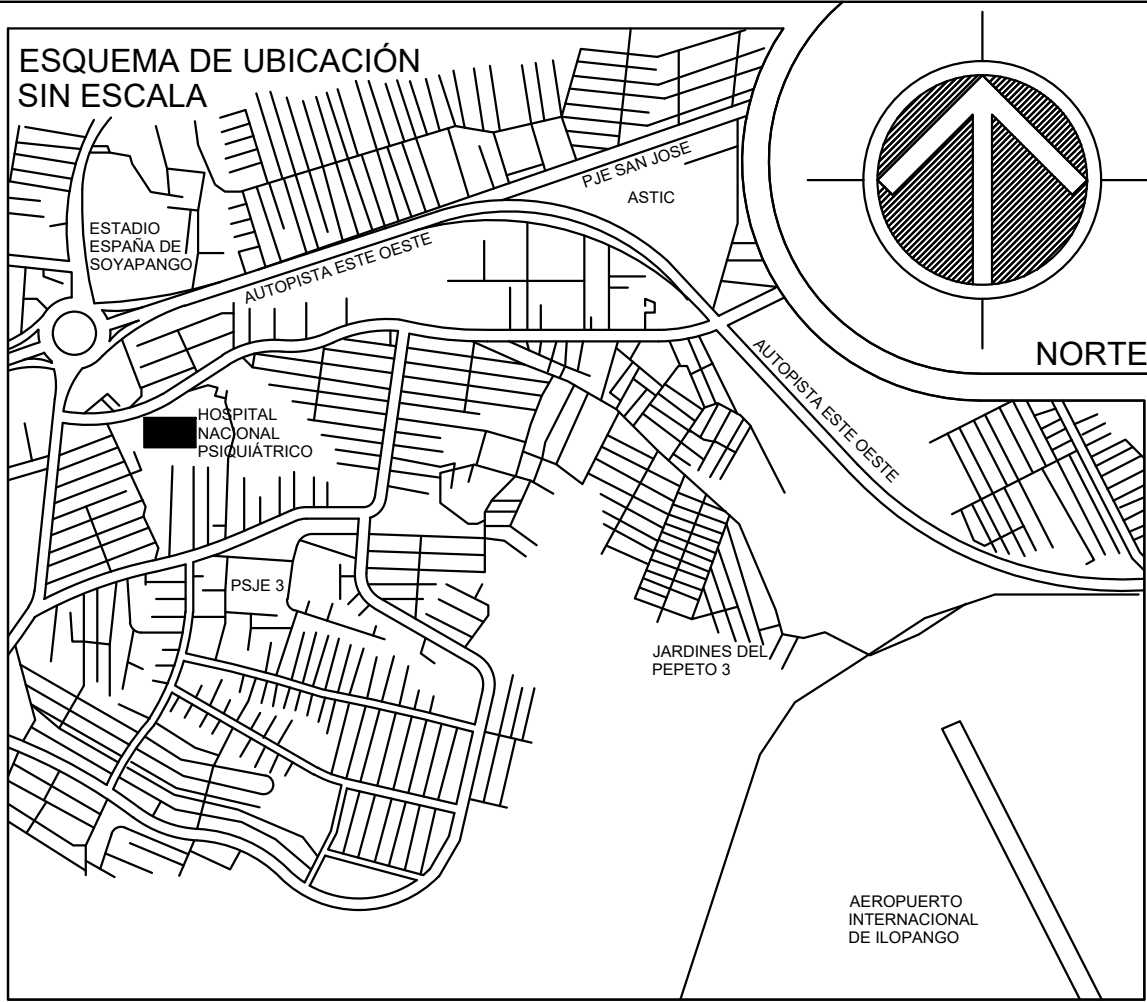 ESQUEMA DE UBICACIÓN
SIN ESCALA
NORTE
PJE SAN JOSE
ASTIC
ESTADIO
ESPAÑA DE
SOYAPANGO
AUTOPISTA ESTE OESTE
AUTOPISTA ESTE OESTE
HOSPITAL
NACIONAL
PSIQUIÁTRICO
PSJE 3
JARDINES DEL
PEPETO 3
AEROPUERTO
INTERNACIONAL
DE ILOPANGO